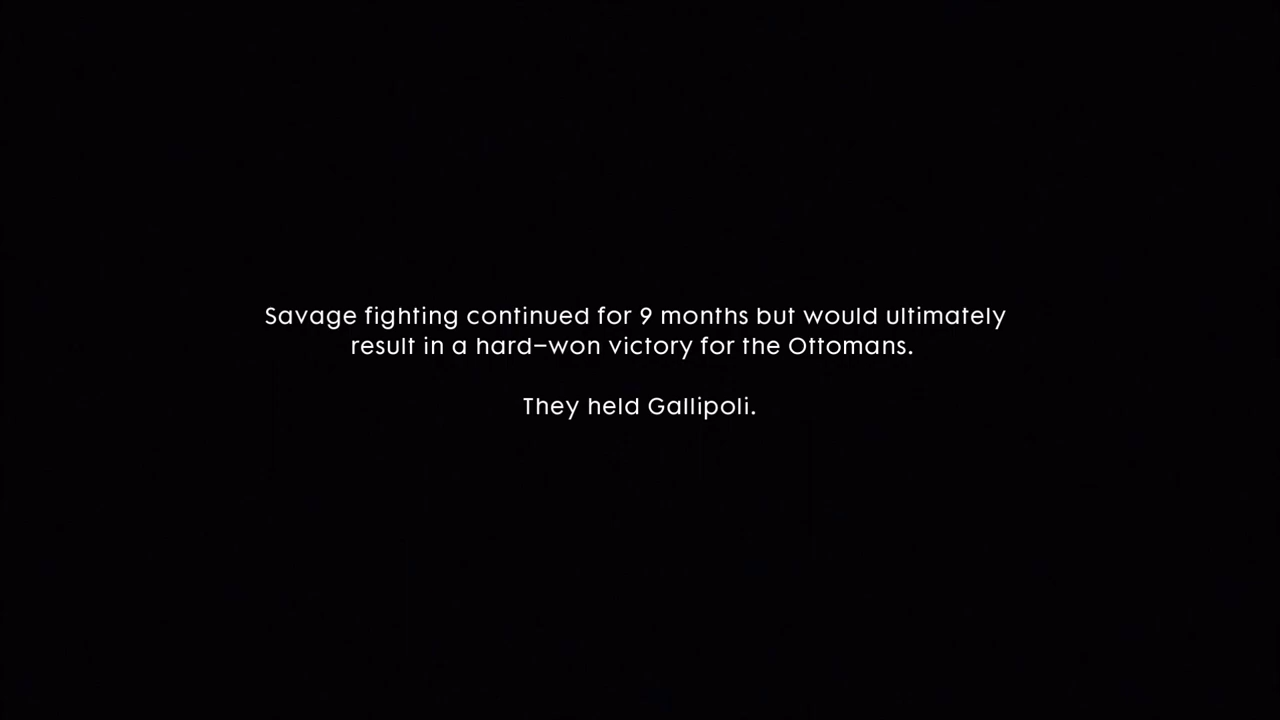 Savage fighting continued for 9 months but would ultimately
result in a hard–won victory for the Ottomans.
They held Gallipoli.